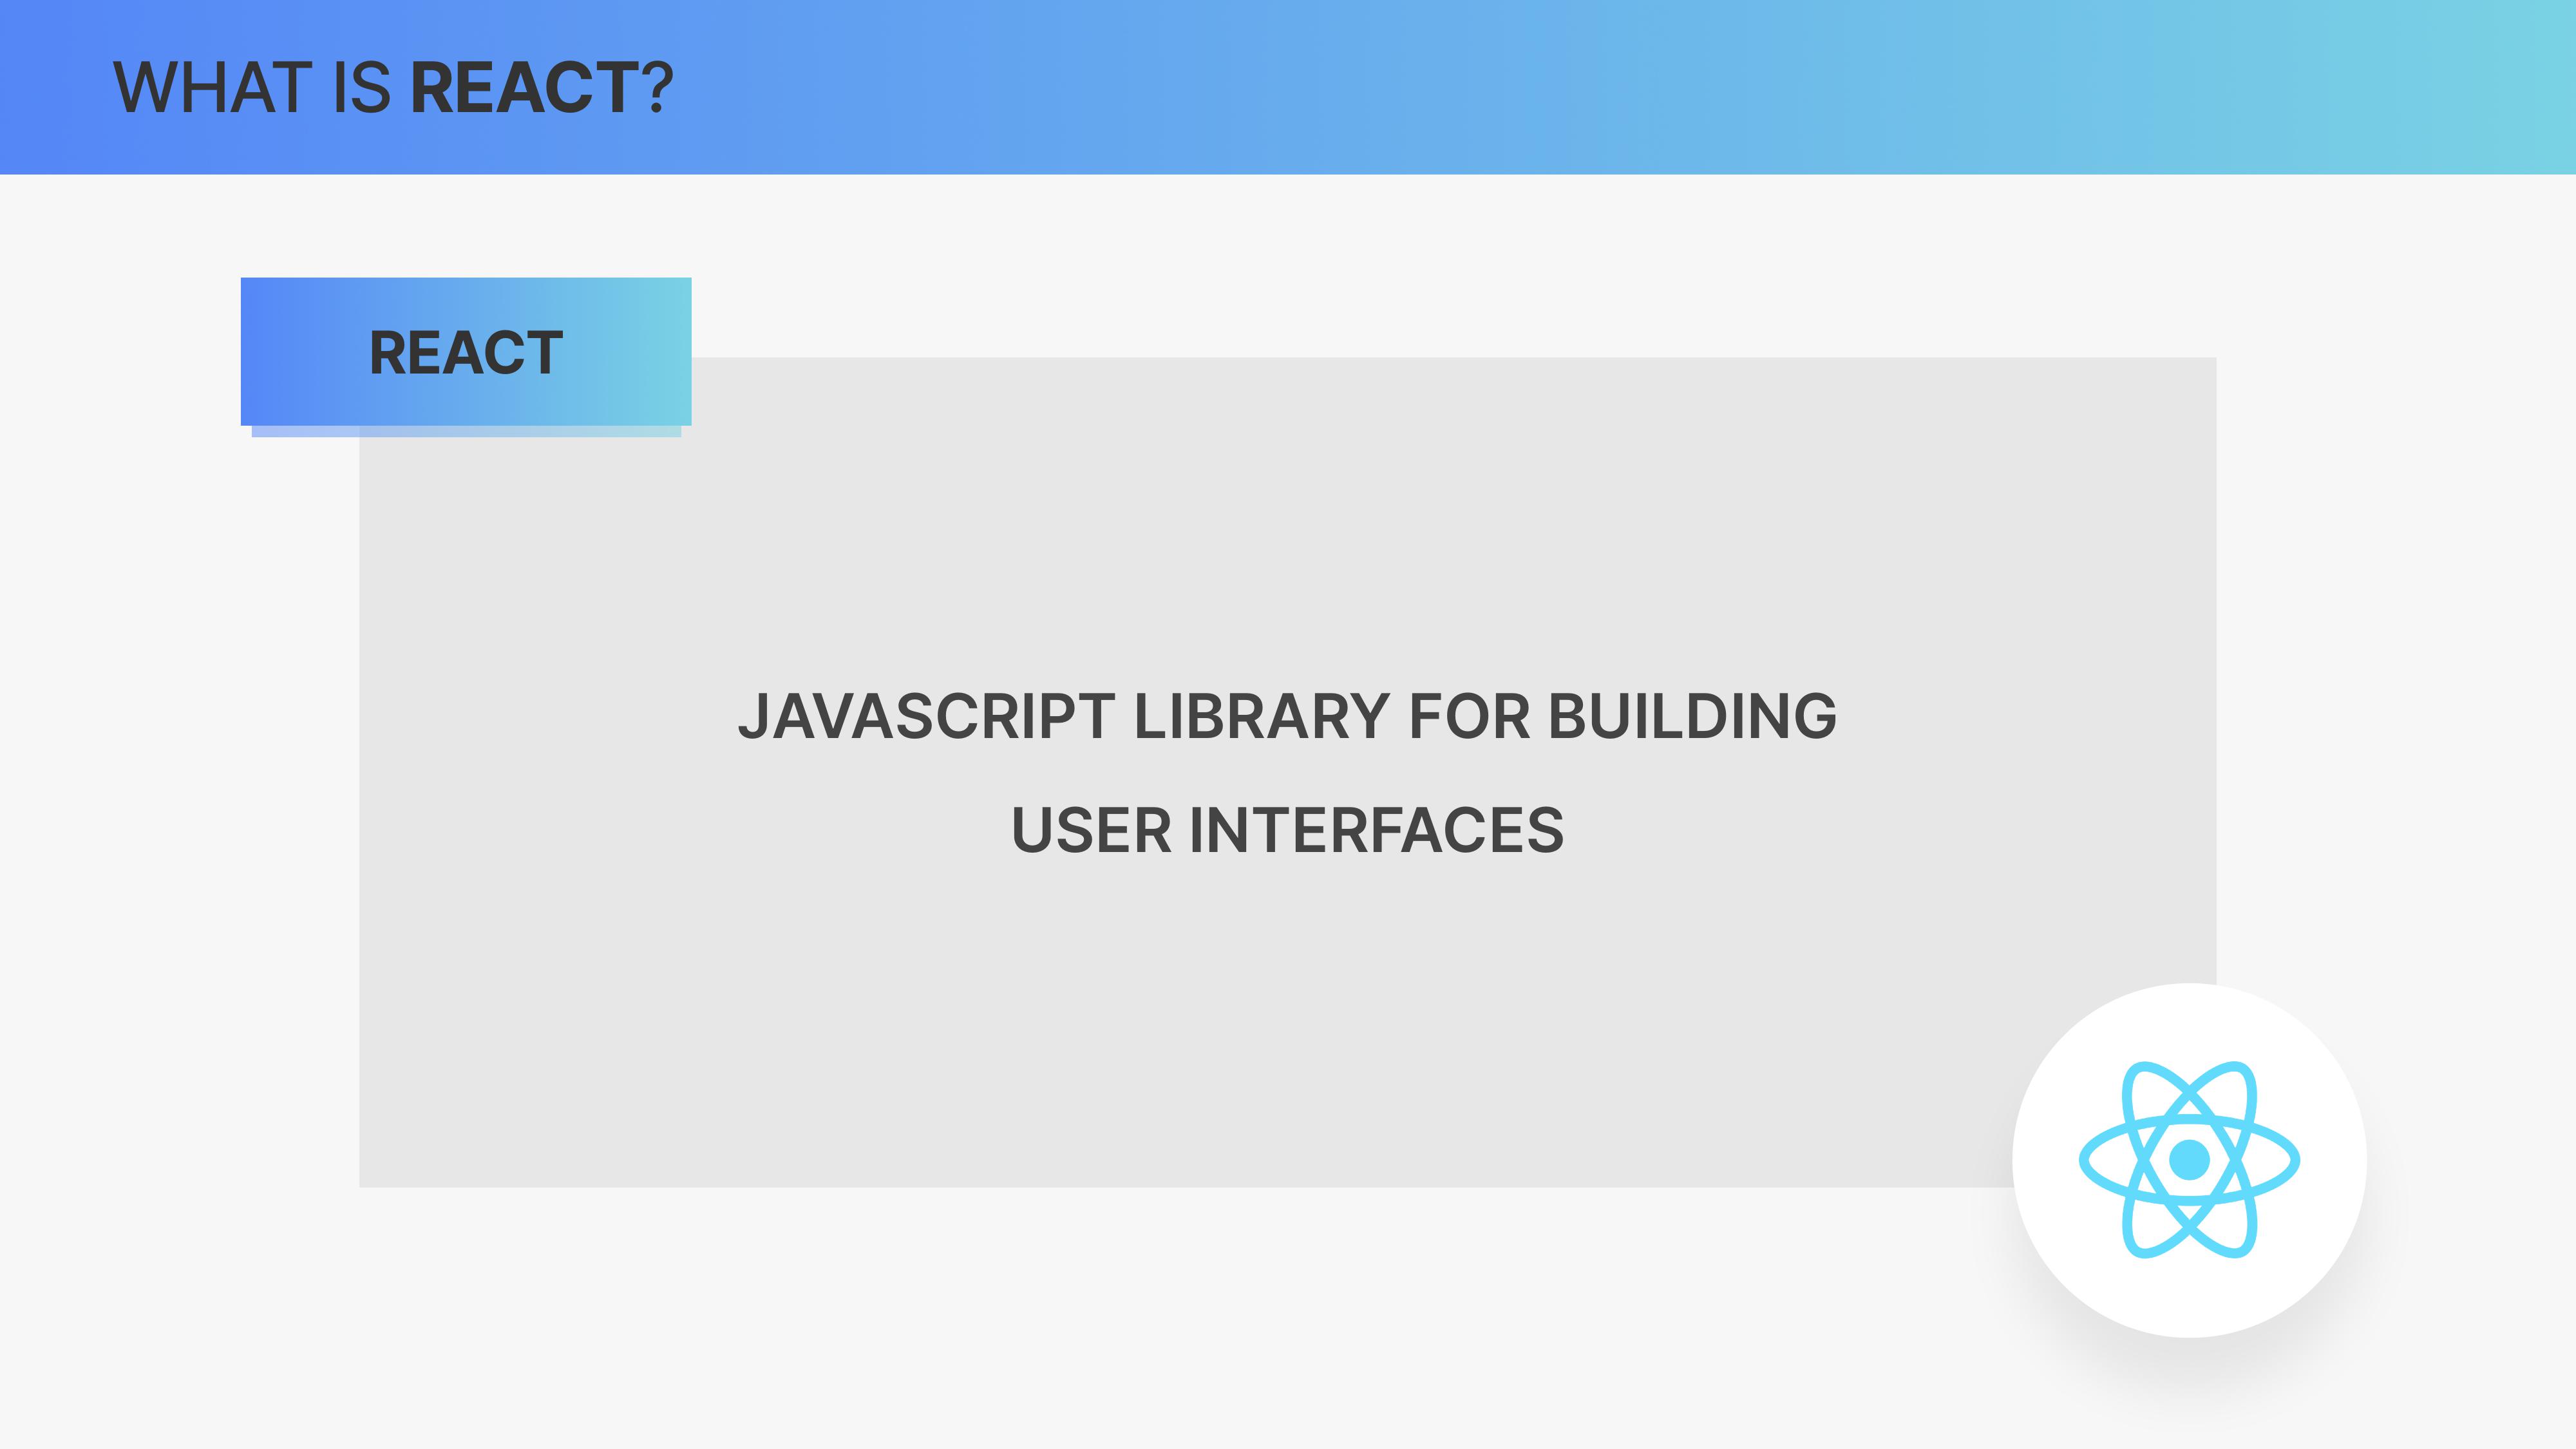 WHAT IS REACT?
REACT
JAVASCRIPT LIBRARY FOR BUILDING
USER INTERFACES